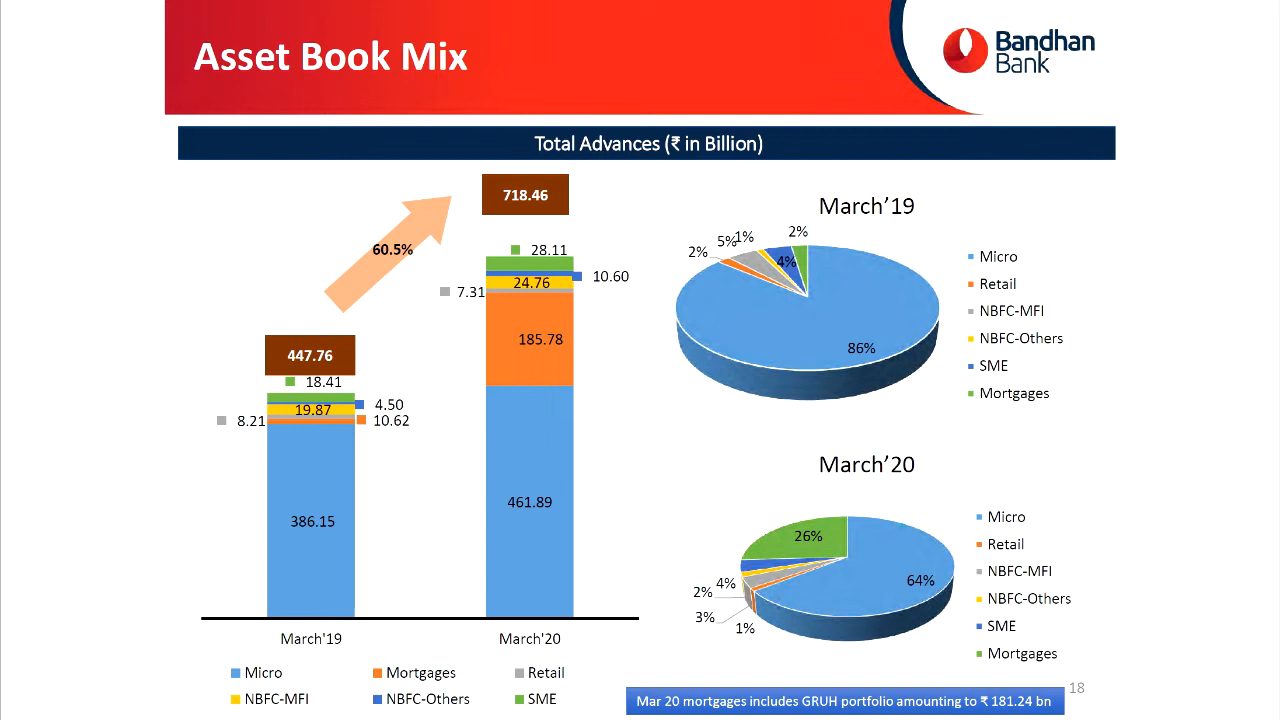 Asset Book Mix
Bandhan
Bank
Total Advances (₹ in Billion)
718.46
60.5%
28.11
10.60
24.76
7.31
185.78
447.76
18.41
4.50
19.87
8.21
10.62
461.89
386.15
March'19
March'20
Micro
Mortgages
Retail
NBFC-MFI
NBFC-Others
SME
March’19
2%
5%
1%
2%
4%
86%
Micro
Retail
NBFC-MFI
NBFC-Others
SME
Mortgages
March’20
26%
64%
4%
2%
3%
1%
Micro
Retail
NBFC-MFI
NBFC-Others
SME
Mortgages
Mar 20 mortgages includes GRUH portfolio amounting to ₹ 181.24 bn
18